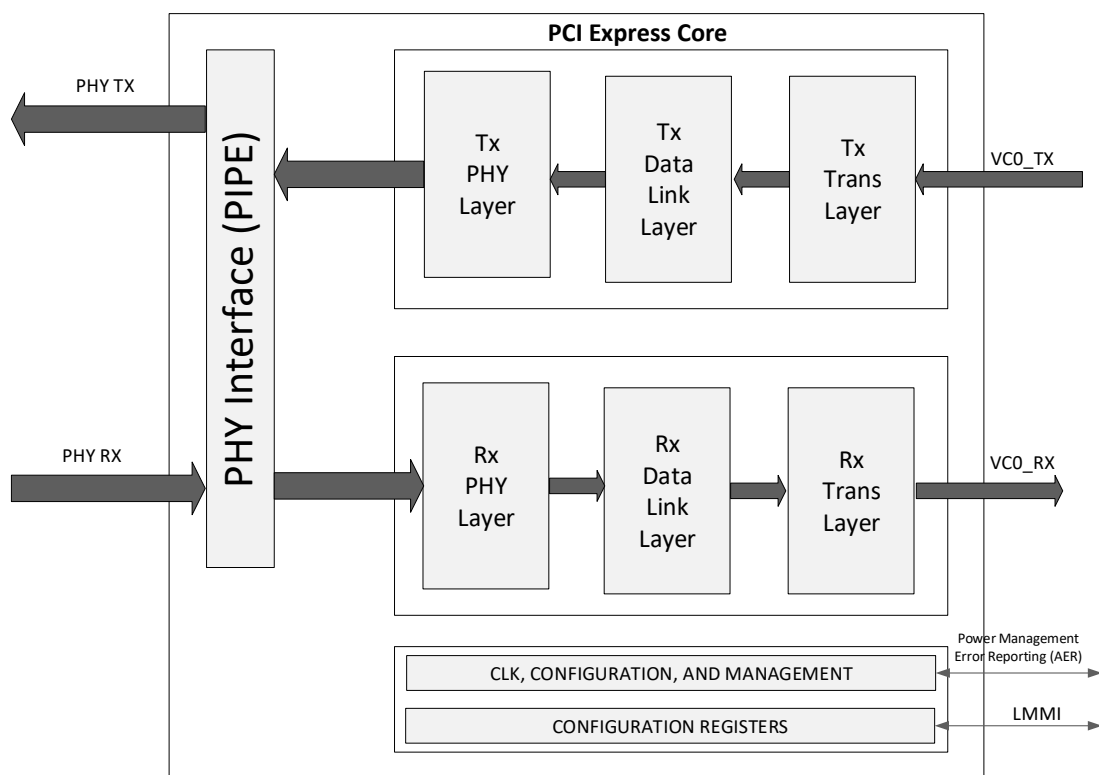 PCI Express Core
PHY TX
PHY Interface (PIPE)
Tx
PHY
Layer
Tx
Data
Link
Layer
Tx
Trans
Layer
VC0_TX
PHY RX
Rx
PHY
Layer
Rx
Data
Link
Layer
Rx
Trans
Layer
VC0_RX
Power Management
Error Reporting (AER)
CLK, CONFIGURATION, AND MANAGEMENT
CONFIGURATION REGISTERS
LMMI